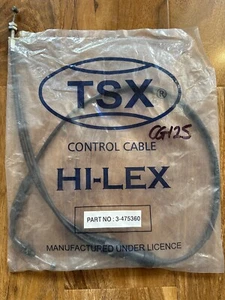 TSX ®
CG125
CONTROL CABLE
HI-LEX
PART NO : 3-475360
MANUFACTURED UNDER LICENCE